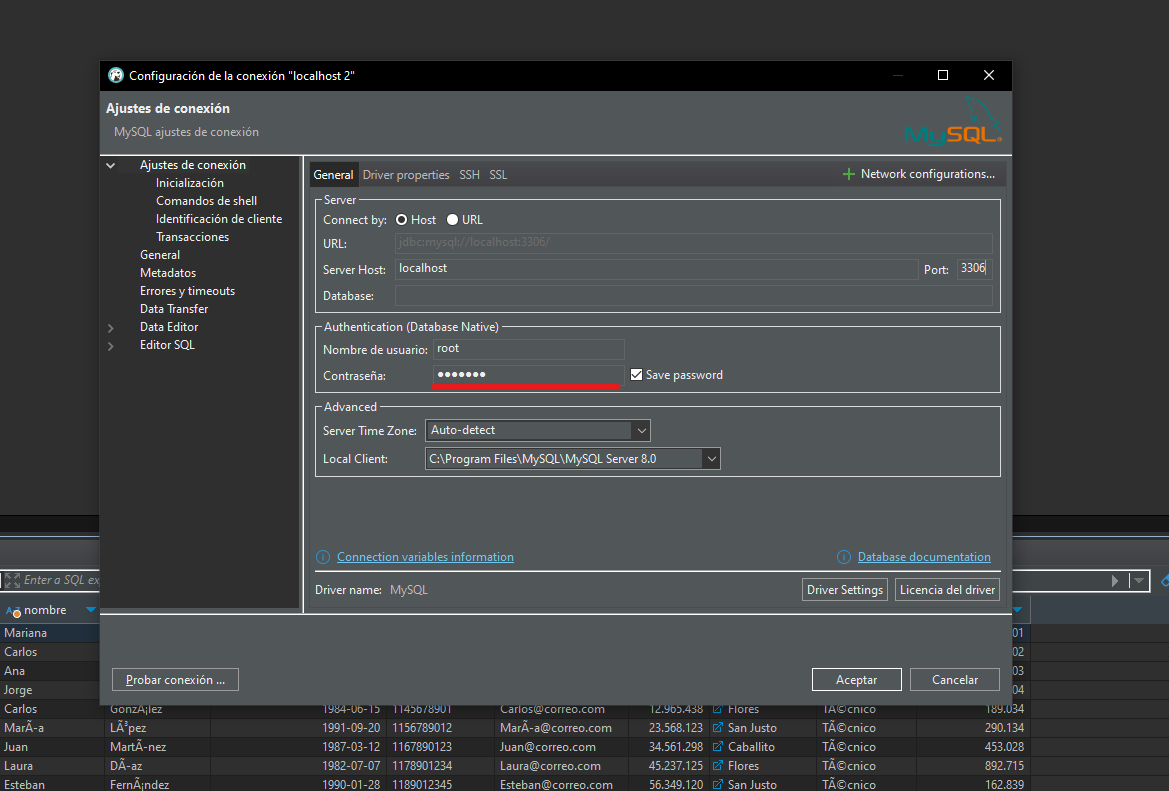 Configuración de la conexión "localhost 2"
Ajustes de conexión
MySQL ajustes de conexión
MySQL
Ajustes de conexión
Inicialización
Comandos de shell
Identificación de cliente
Transacciones
General
Metadatos
Errores y timeouts
Data Transfer
Data Editor
Editor SQL
General Driver properties SSH SSL Network configurations...
Server
Connect by: Host URL
URL: jdbc:mysql://localhost:3306/
Server Host: localhost Port: 3306
Database:
Authentication (Database Native)
Nombre de usuario: root
Contraseña: ●●●●●●● Save password
Advanced
Server Time Zone: Auto-detect
Local Client: C:\Program Files\MySQL\MySQL Server 8.0
Connection variables information Database documentation
Driver name: MySQL Driver Settings Licencia del driver
Probar conexión ... Aceptar Cancelar
Enter a SQL ex
AZ nombre
Mariana 01
Carlos 02
Ana 03
Jorge 04
Carlos GonzÃ¡lez 1984-06-15 1145678901 Carlos@correo.com 12.965.438 Flores TÃ©cnico 189.034
MarÃ-a LÃ³pez 1991-09-20 1156789012 MarÃ-a@correo.com 23.568.123 San Justo TÃ©cnico 290.134
Juan MartÃ-nez 1987-03-12 1167890123 Juan@correo.com 34.561.298 Caballito TÃ©cnico 453.028
Laura DÃ-az 1982-07-07 1178901234 Laura@correo.com 45.237.125 Flores TÃ©cnico 892.715
Esteban FernÃ¡ndez 1990-01-28 1189012345 Esteban@correo.com 56.349.120 San Justo TÃ©cnico 162.839